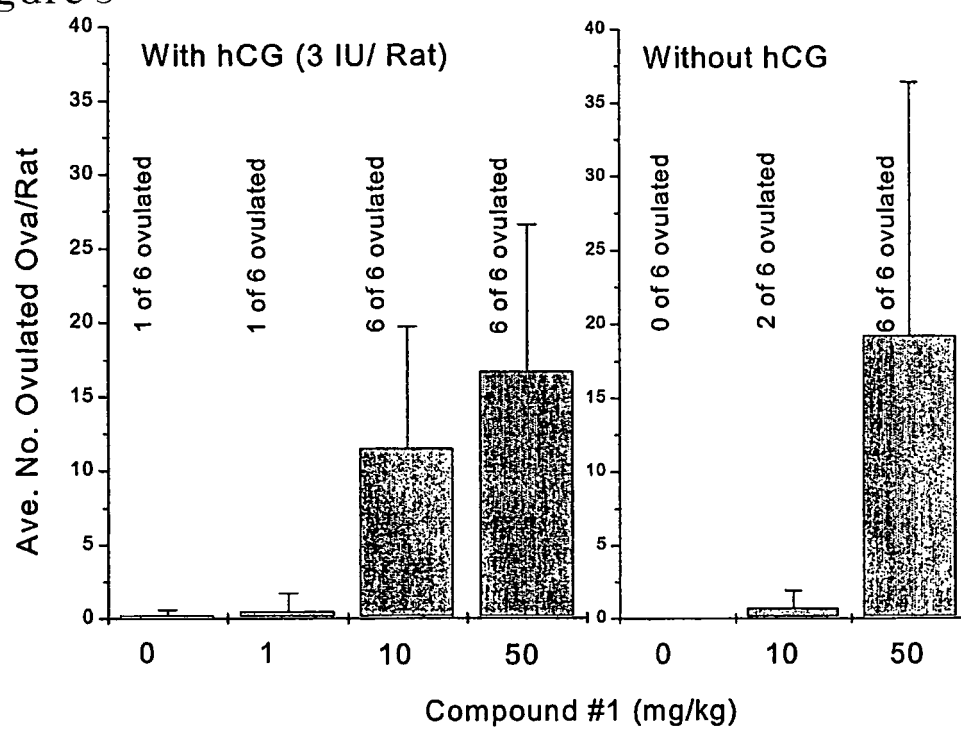 With hCG (3 IU/ Rat)
Without hCG
Ave. No. Ovulated Ova/Rat
40
35
30
25
20
15
10
5
0
1 of 6 ovulated
1 of 6 ovulated
6 of 6 ovulated
6 of 6 ovulated
0
1
10
50
40
35
30
25
20
15
10
5
0
0 of 6 ovulated
2 of 6 ovulated
6 of 6 ovulated
0
10
50
Compound #1 (mg/kg)